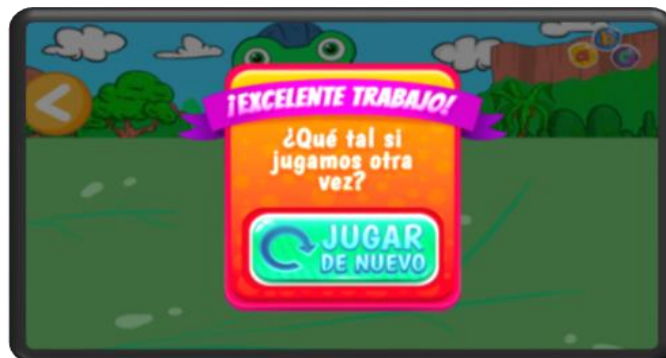 a b c
¡EXCELENTE TRABAJO!
¿Qué tal si
jugamos otra
vez?
JUGAR
DE NUEVO